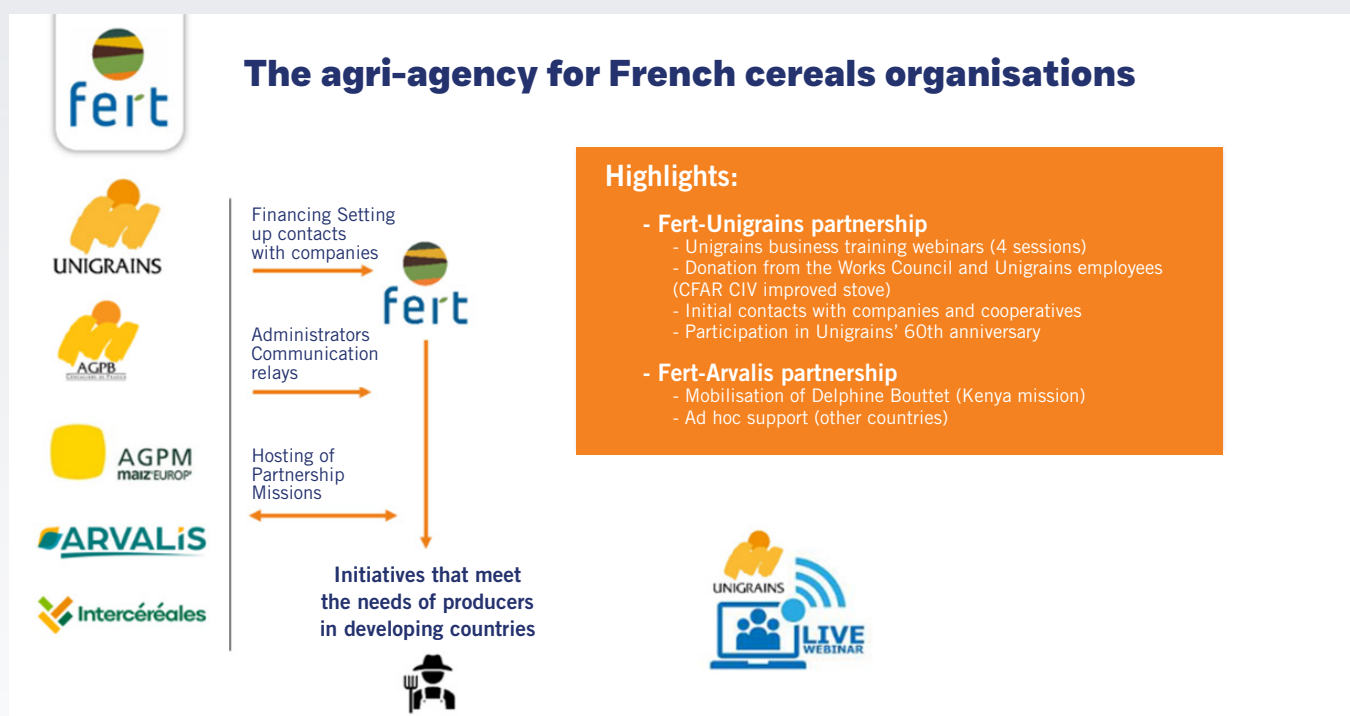 fert
The agri-agency for French cereals organisations
UNIGRAINS
AGPB
AGPM
maiz'EUROP'
ARVALiS
Intercéréales
Financing Setting
up contacts
with companies
fert
Administrators
Communication
relays
Hosting of
Partnership
Missions
Initiatives that meet
the needs of producers
in developing countries
Highlights:
- Fert-Unigrains partnership
- Unigrains business training webinars (4 sessions)
- Donation from the Works Council and Unigrains employees
(CFAR CIV improved stove)
- Initial contacts with companies and cooperatives
- Participation in Unigrains’ 60th anniversary
- Fert-Arvalis partnership
- Mobilisation of Delphine Bouttet (Kenya mission)
- Ad hoc support (other countries)
UNIGRAINS
LIVE
WEBINAR